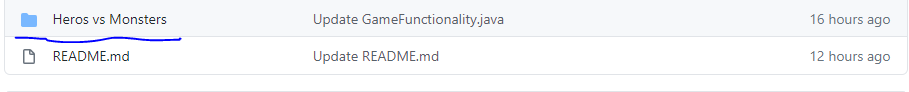 Heros vs Monsters Update GameFunctionality.java 16 hours ago
README.md Update README.md 12 hours ago